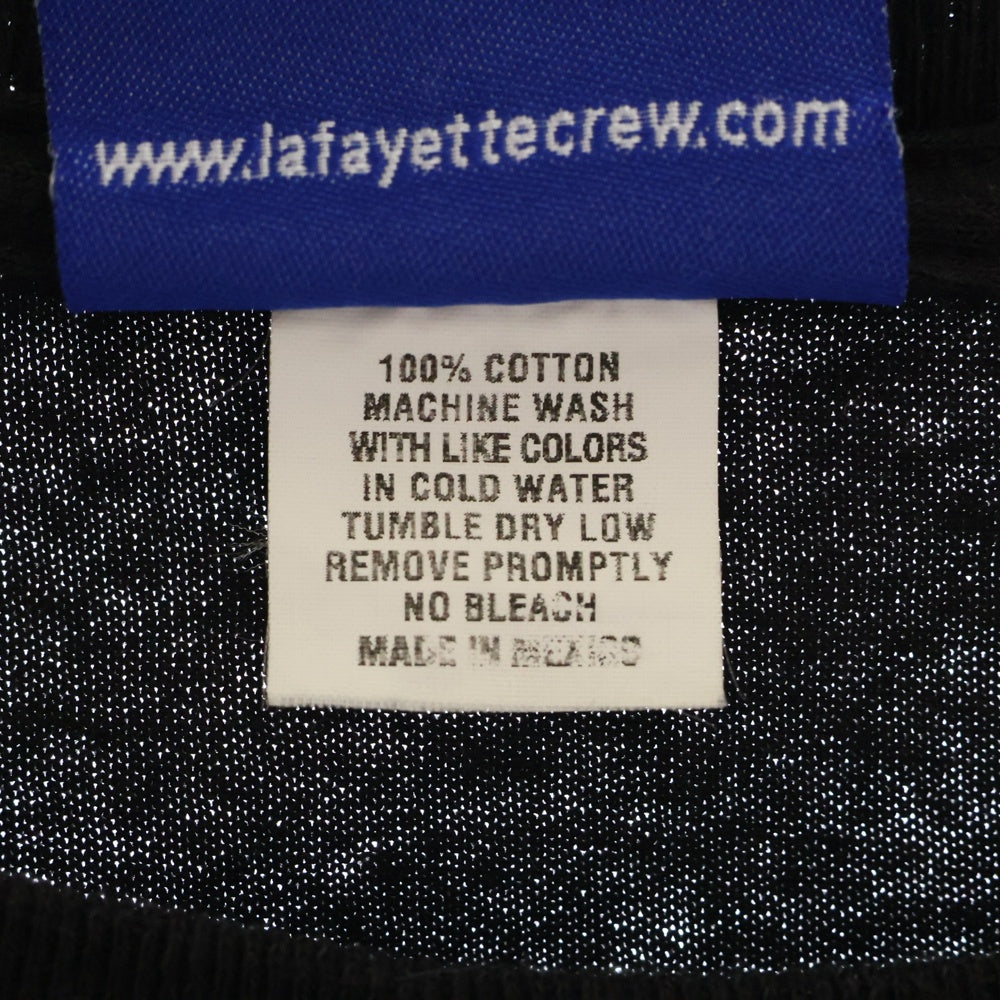 www.lafayettecrew.com
100% COTTON
MACHINE WASH
WITH LIKE COLORS
IN COLD WATER
TUMBLE DRY LOW
REMOVE PROMPTLY
NO BLEACH
MADE IN MEXICO